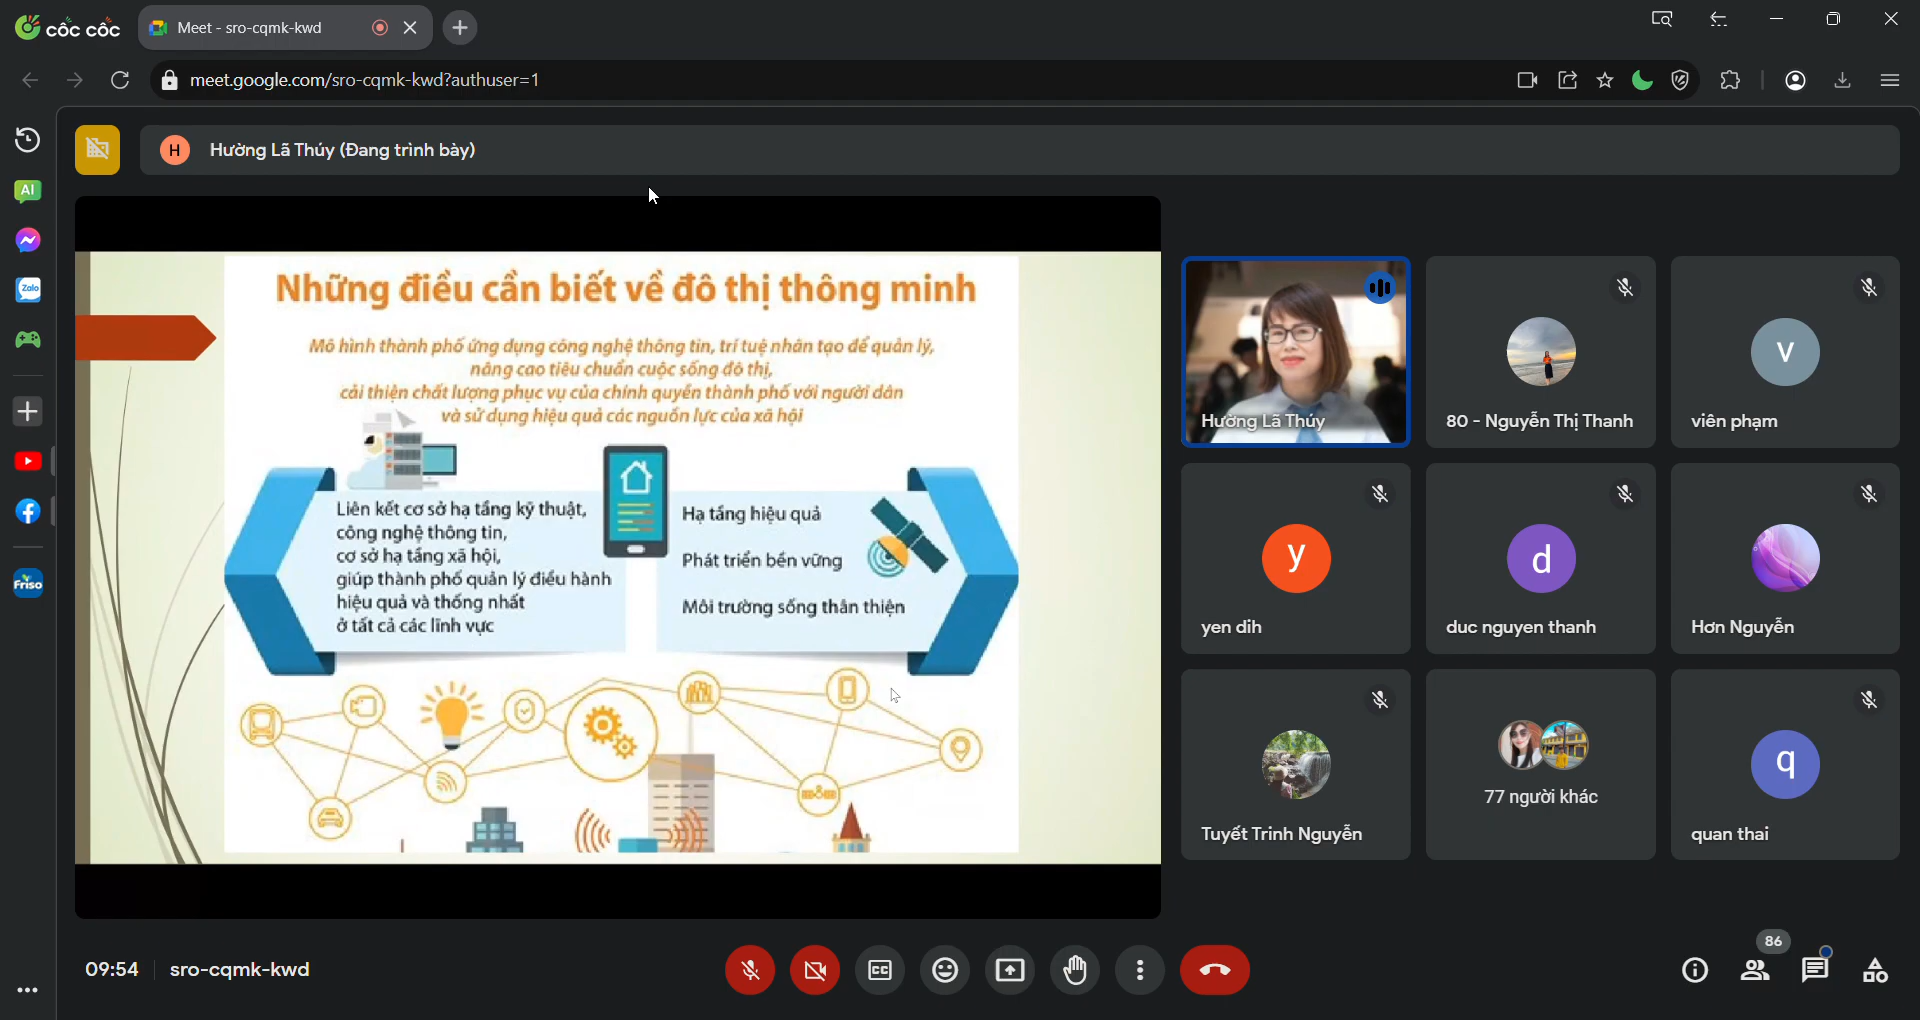 cốc cốc
Meet - sro-cqmk-kwd
meet.google.com/sro-cqmk-kwd?authuser=1
AI
Zalo
Friso
H
Hường Lã Thúy (Đang trình bày)
Những điều cần biết về đô thị thông minh
Mô hình thành phố ứng dụng công nghệ thông tin, trí tuệ nhân tạo để quản lý,
nâng cao tiêu chuẩn cuộc sống đô thị,
cải thiện chất lượng phục vụ của chính quyền thành phố với người dân
và sử dụng hiệu quả các nguồn lực của xã hội
Liên kết cơ sở hạ tầng kỹ thuật,
công nghệ thông tin,
cơ sở hạ tầng xã hội,
giúp thành phố quản lý điều hành
hiệu quả và thống nhất
ở tất cả các lĩnh vực
Hạ tầng hiệu quả
Phát triển bền vững
Môi trường sống thân thiện
Hường Lã Thúy
80 - Nguyễn Thị Thanh
v
viên phạm
y
yen dih
d
duc nguyen thanh
Hơn Nguyễn
Tuyết Trinh Nguyễn
77 người khác
q
quan thai
09:54
sro-cqmk-kwd
CC
86